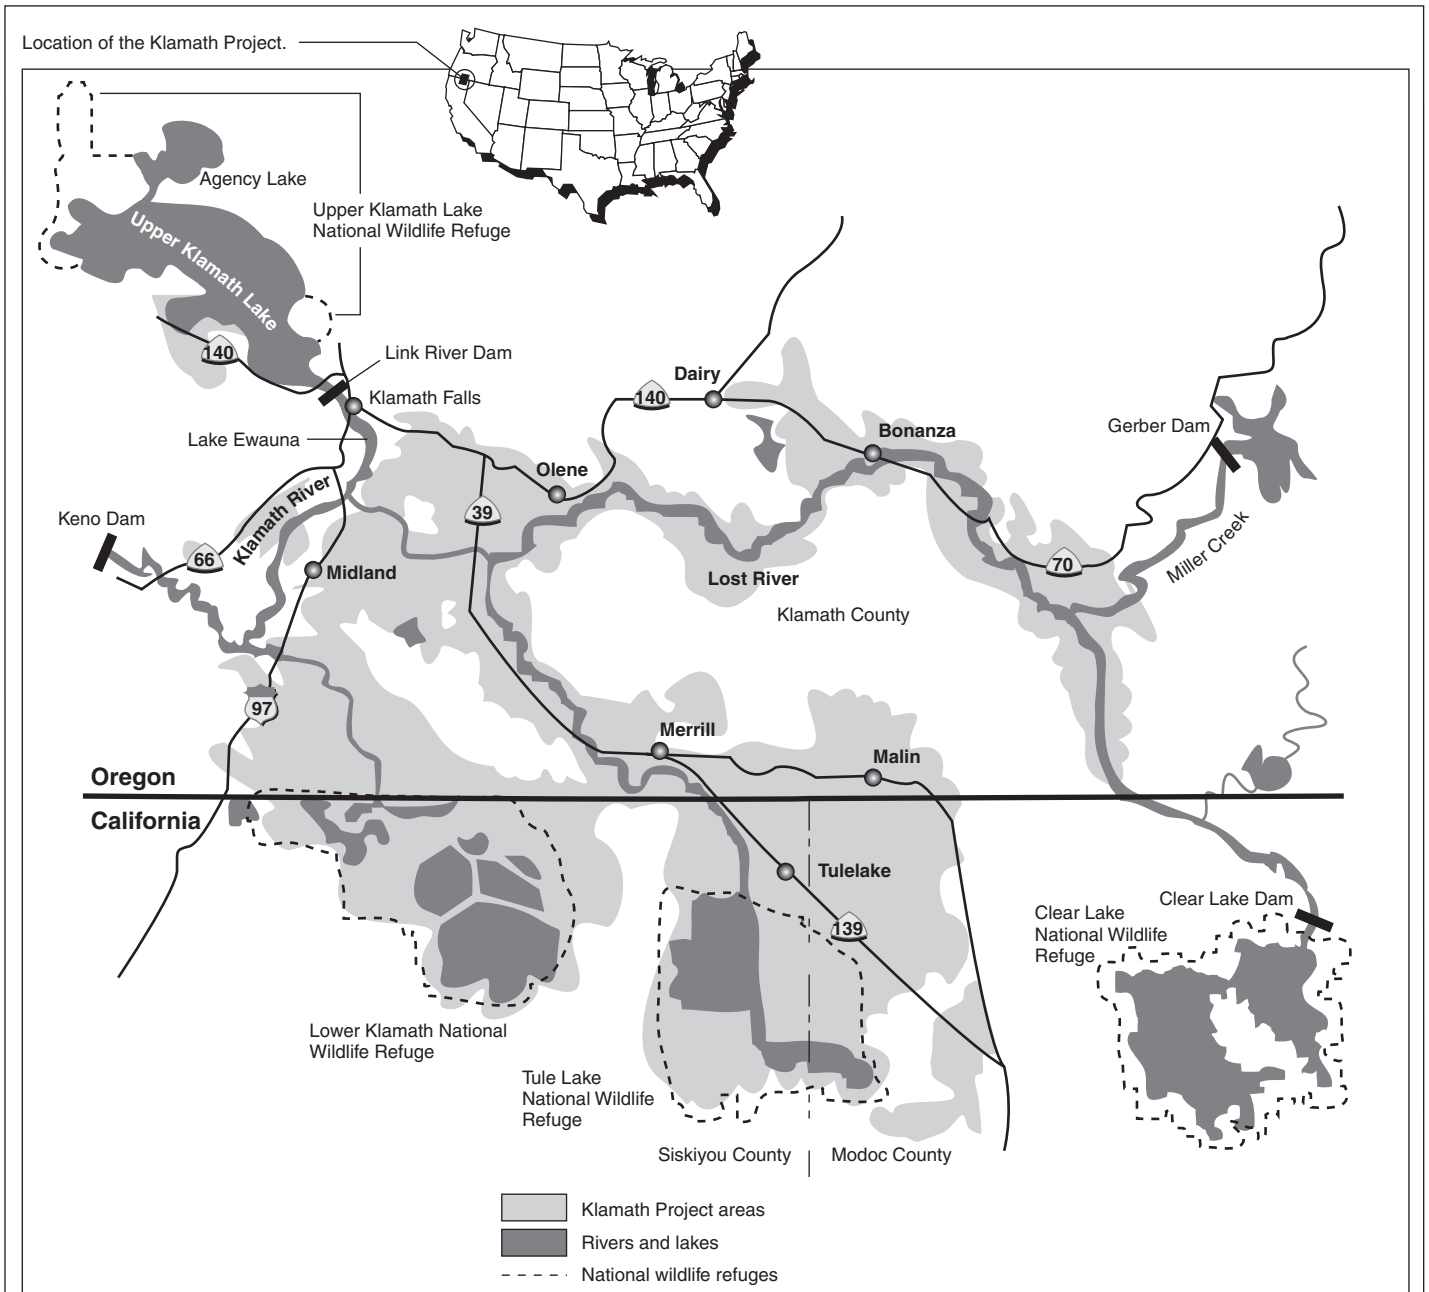 Location of the Klamath Project.
Agency Lake
Upper Klamath Lake
National Wildlife Refuge
Upper Klamath Lake
140
Link River Dam
Klamath Falls
Lake Ewauna
Dairy
140
Bonanza
Gerber Dam
Olene
39
Keno Dam
Klamath River
66
Midland
Lost River
70
Miller Creek
Klamath County
97
Merrill
Malin
Oregon
California
Tulelake
139
Clear Lake Dam
Clear Lake
National Wildlife
Refuge
Lower Klamath National
Wildlife Refuge
Tule Lake
National Wildlife
Refuge
Siskiyou County
Modoc County
Klamath Project areas
Rivers and lakes
National wildlife refuges